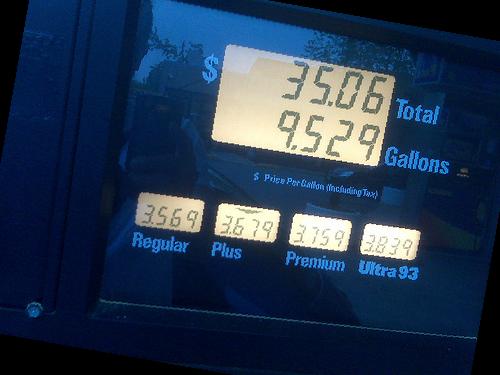 $ 35.06 Total
9.529 Gallons
$ Price Per Gallon (Including Tax)
3.569 3.679 3.759 3.839
Regular Plus Premium Ultra 93